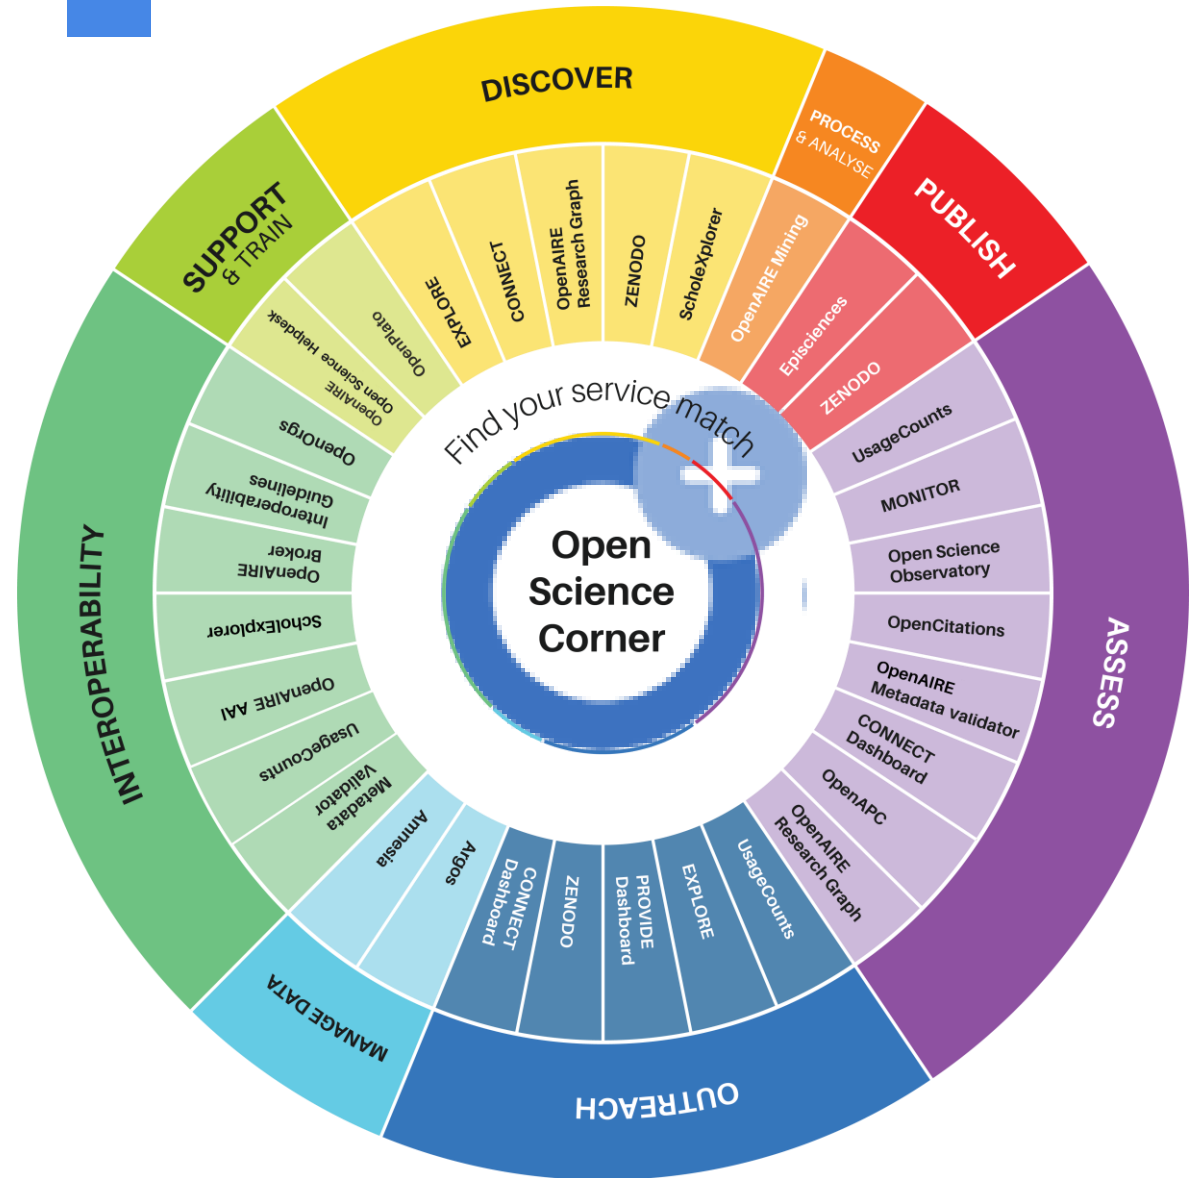 DISCOVER
PROCESS
& ANALYSE
PUBLISH
ASSESS
OUTREACH
MANAGE DATA
INTEROPERABILITY
SUPPORT
& TRAIN
EXPLORE
CONNECT
OpenAIRE
Research Graph
ZENODO
ScholeXplorer
OpenAIRE Mining
Episciences
ZENODO
UsageCounts
MONITOR
Open Science
Observatory
OpenCitations
OpenAIRE
Metadata validator
CONNECT
Dashboard
OpenAPC
OpenAIRE
Research Graph
UsageCounts
EXPLORE
PROVIDE
Dashboard
ZENODO
CONNECT
Dashboard
Argos
Amnesia
Metadata
Validator
UsageCounts
OpenAIRE AAI
ScholExplorer
OpenAIRE
Broker
Interoperability
Guidelines
OpenOrgs
OpenAIRE
Open Science Helpdesk
OpenPlato
Find your service match
Open
Science
Corner